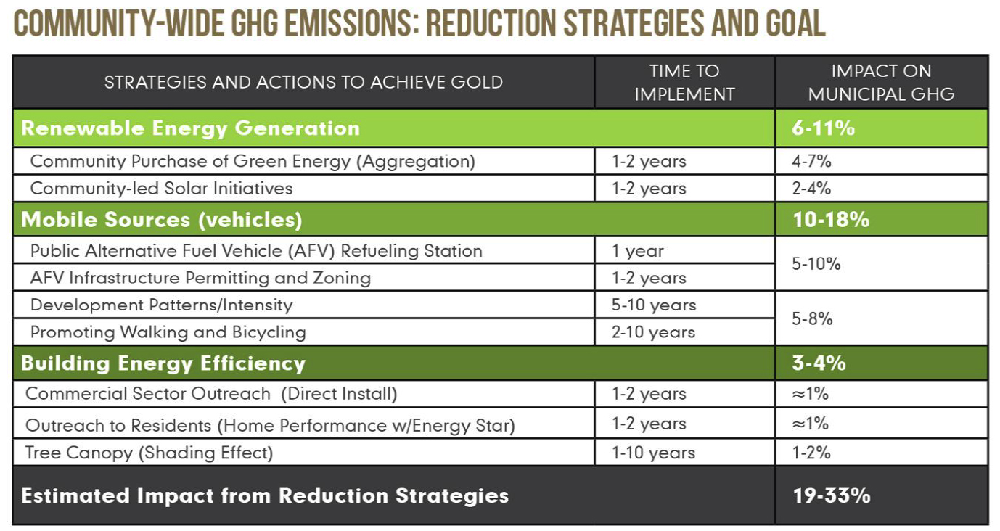 COMMUNITY-WIDE GHG EMISSIONS: REDUCTION STRATEGIES AND GOAL
STRATEGIES AND ACTIONS TO ACHIEVE GOLD
TIME TO
IMPLEMENT
IMPACT ON
MUNICIPAL GHG
Renewable Energy Generation 6-11%
Community Purchase of Green Energy (Aggregation) 1-2 years 4-7%
Community-led Solar Initiatives 1-2 years 2-4%
Mobile Sources (vehicles) 10-18%
Public Alternative Fuel Vehicle (AFV) Refueling Station 1 year
5-10%
AFV Infrastructure Permitting and Zoning 1-2 years
Development Patterns/Intensity 5-10 years
5-8%
Promoting Walking and Bicycling 2-10 years
Building Energy Efficiency 3-4%
Commercial Sector Outreach (Direct Install) 1-2 years ≈1%
Outreach to Residents (Home Performance w/Energy Star) 1-2 years ≈1%
Tree Canopy (Shading Effect) 1-10 years 1-2%
Estimated Impact from Reduction Strategies 19-33%